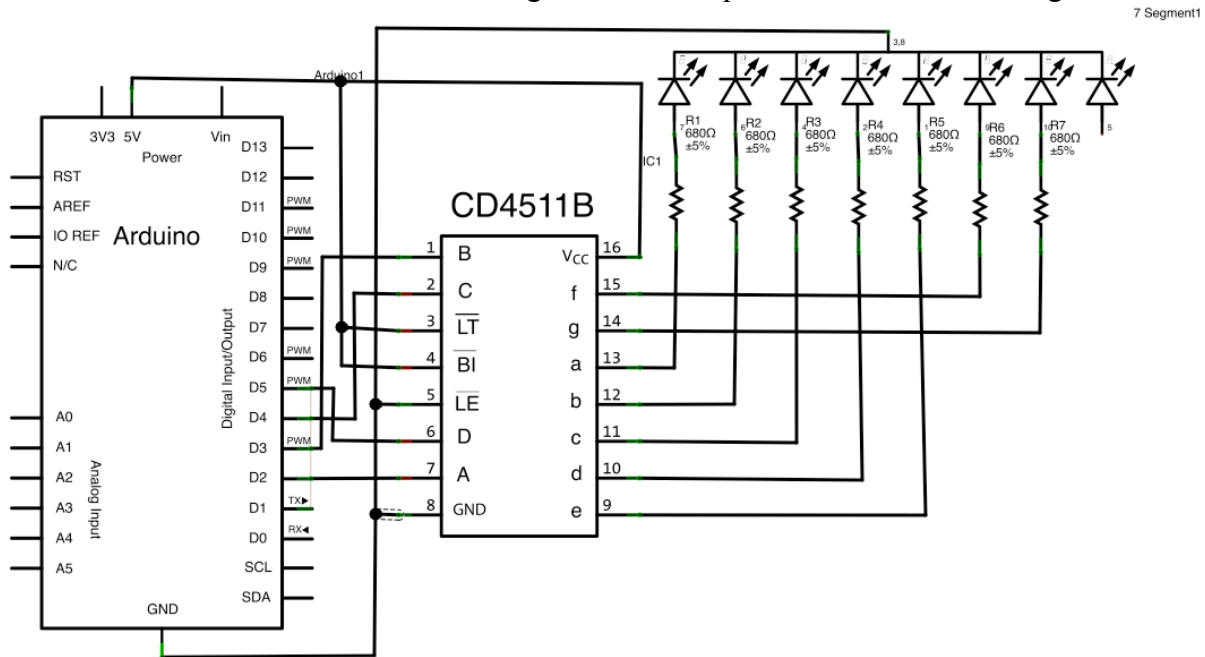 7 Segment1
3,8
Arduino1
3V3 5V Vin
Power
RST
AREF
IO REF
N/C
Arduino
A0
A1
A2
A3
A4
A5
Analog Input
Digital Input/Output
D13
D12
D11 PWM
D10 PWM
D9 PWM
D8
D7
D6 PWM
D5 PWM
D4
D3 PWM
D2
D1 TX▶
D0 RX◀
SCL
SDA
GND
IC1
CD4511B
1 B
2 C
3 LT
4 BI
5 LE
6 D
7 A
8 GND
VCC 16
f 15
g 14
a 13
b 12
c 11
d 10
e 9
7 R1
680Ω
±5%
6 R2
680Ω
±5%
4 R3
680Ω
±5%
2 R4
680Ω
±5%
1 R5
680Ω
±5%
9 R6
680Ω
±5%
10 R7
680Ω
±5%
5